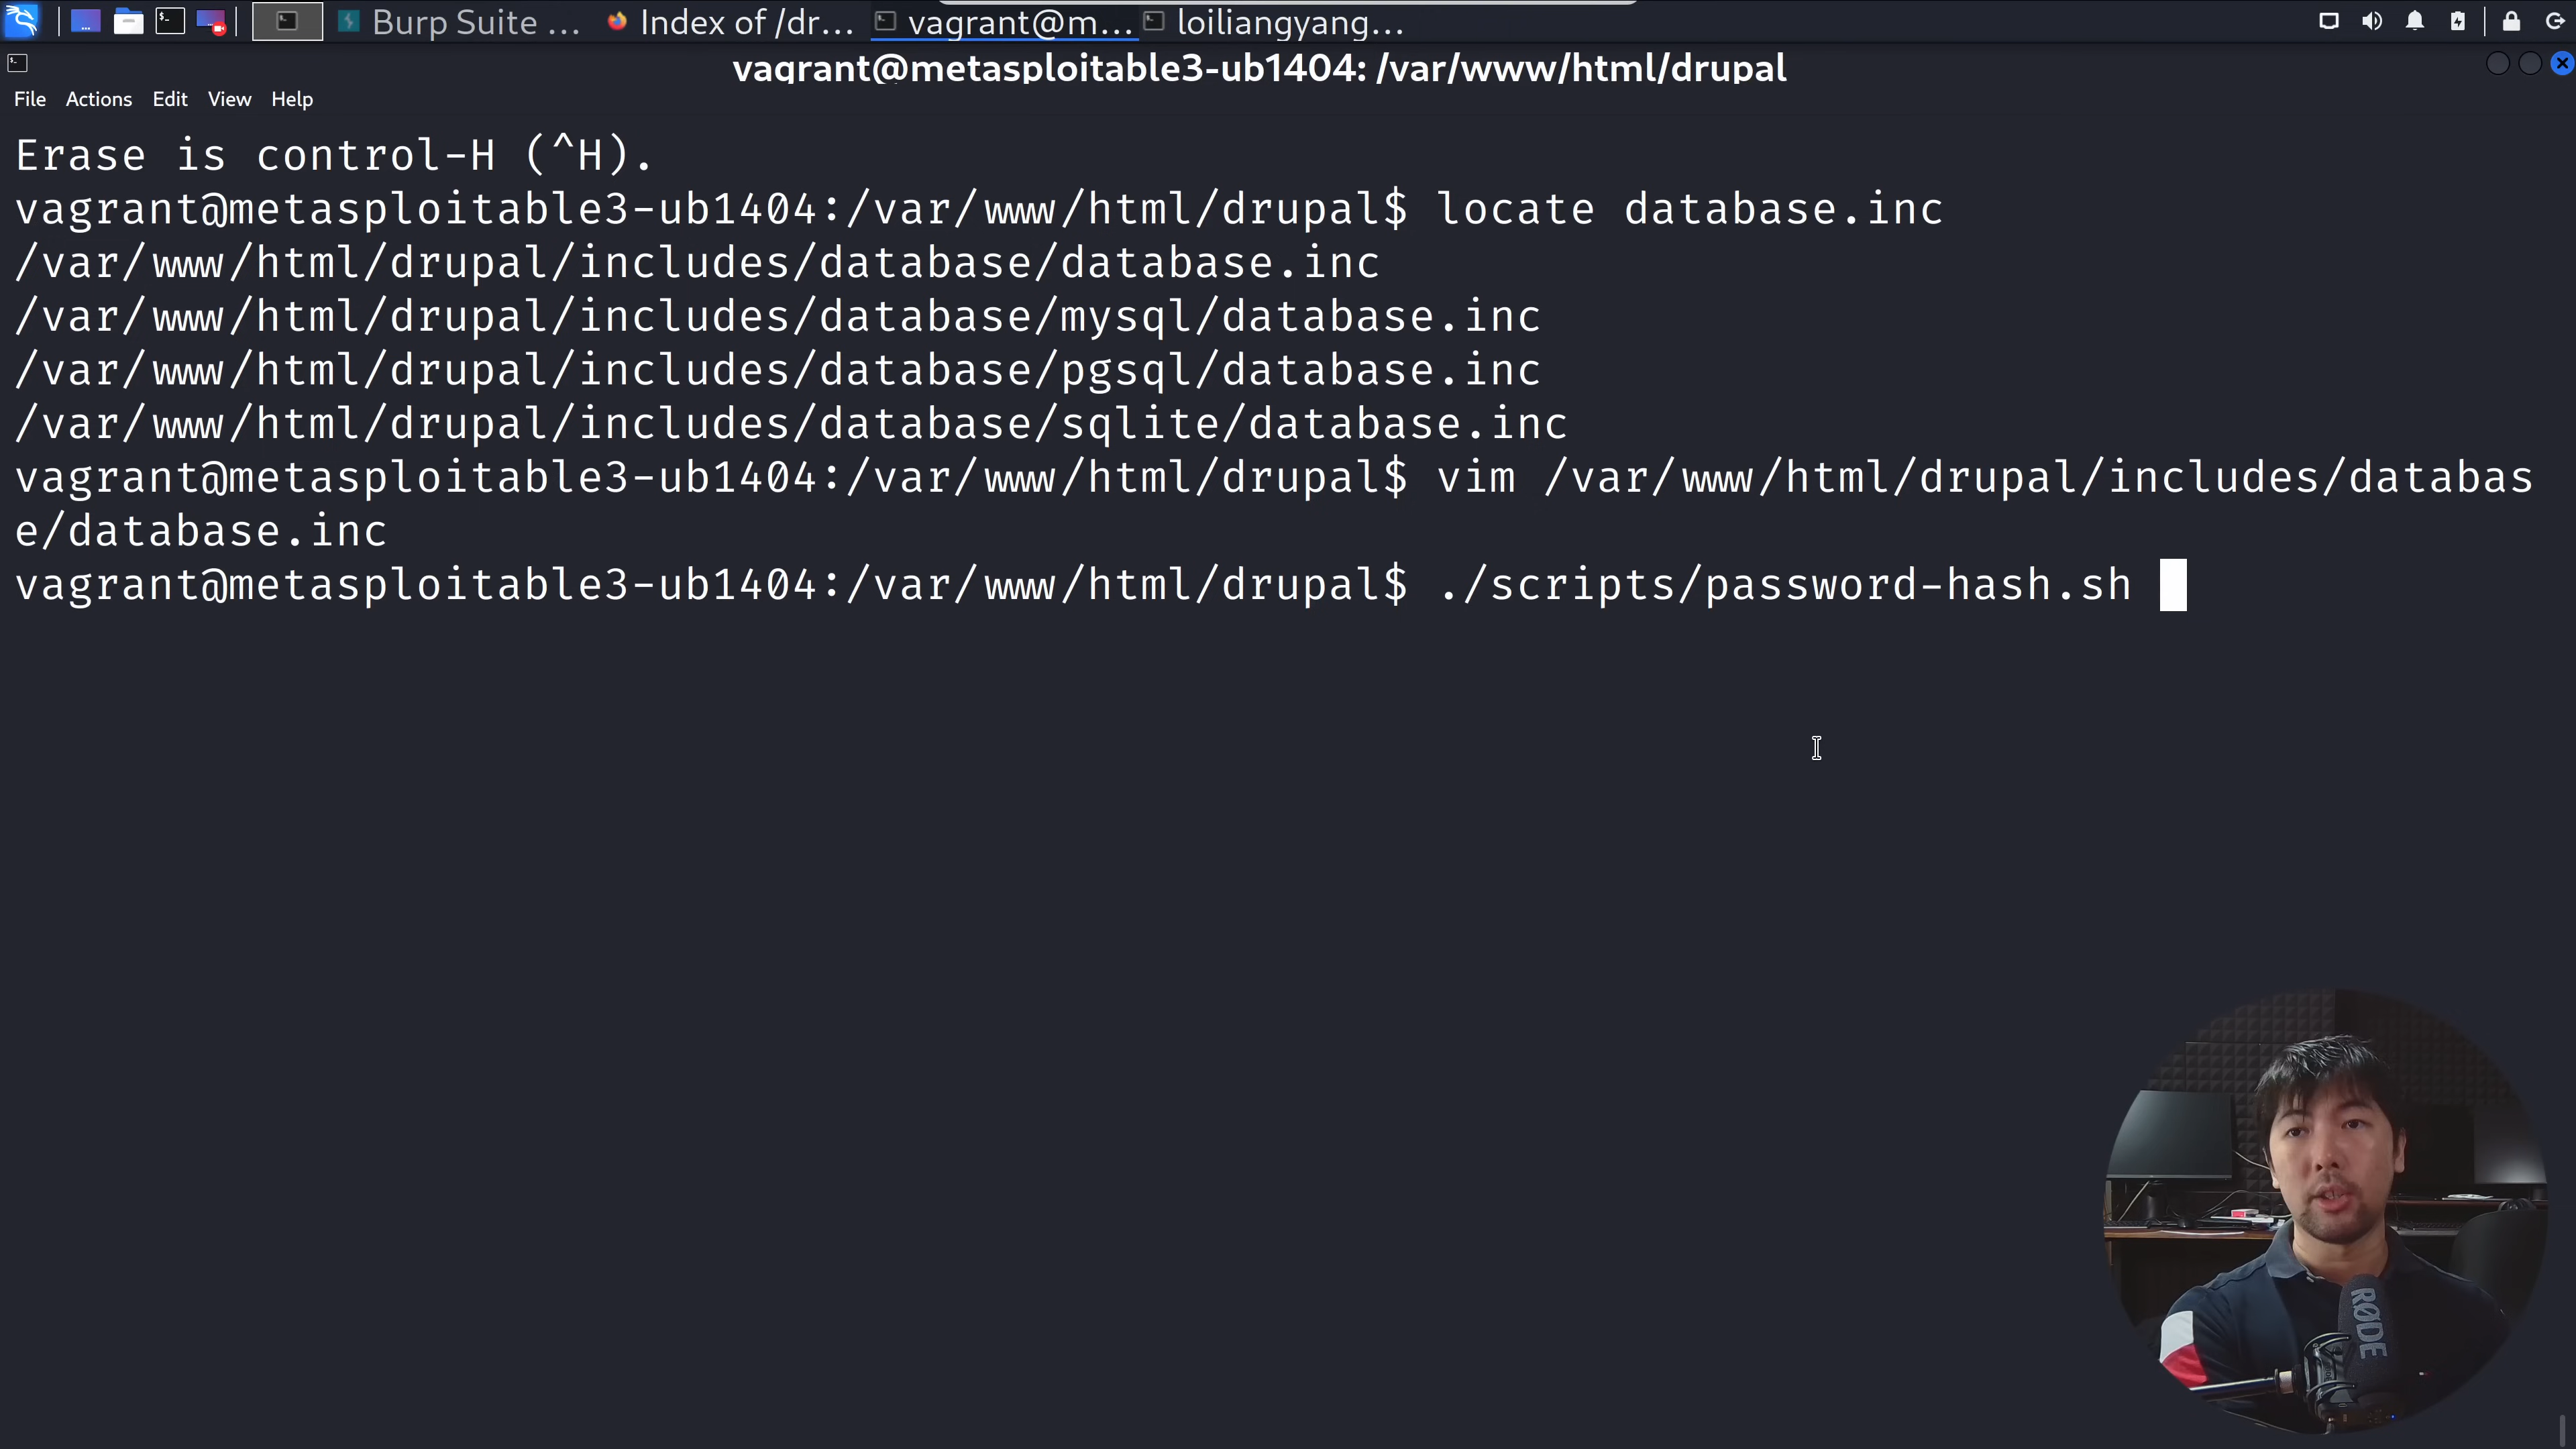 Burp Suite ...
Index of /dr...
vagrant@m...
loiliangyang...
vagrant@metasploitable3-ub1404: /var/www/html/drupal
File Actions Edit View Help
Erase is control-H (^H).
vagrant@metasploitable3-ub1404:/var/www/html/drupal$ locate database.inc
/var/www/html/drupal/includes/database/database.inc
/var/www/html/drupal/includes/database/mysql/database.inc
/var/www/html/drupal/includes/database/pgsql/database.inc
/var/www/html/drupal/includes/database/sqlite/database.inc
vagrant@metasploitable3-ub1404:/var/www/html/drupal$ vim /var/www/html/drupal/includes/databas
e/database.inc
vagrant@metasploitable3-ub1404:/var/www/html/drupal$ ./scripts/password-hash.sh
RØDE